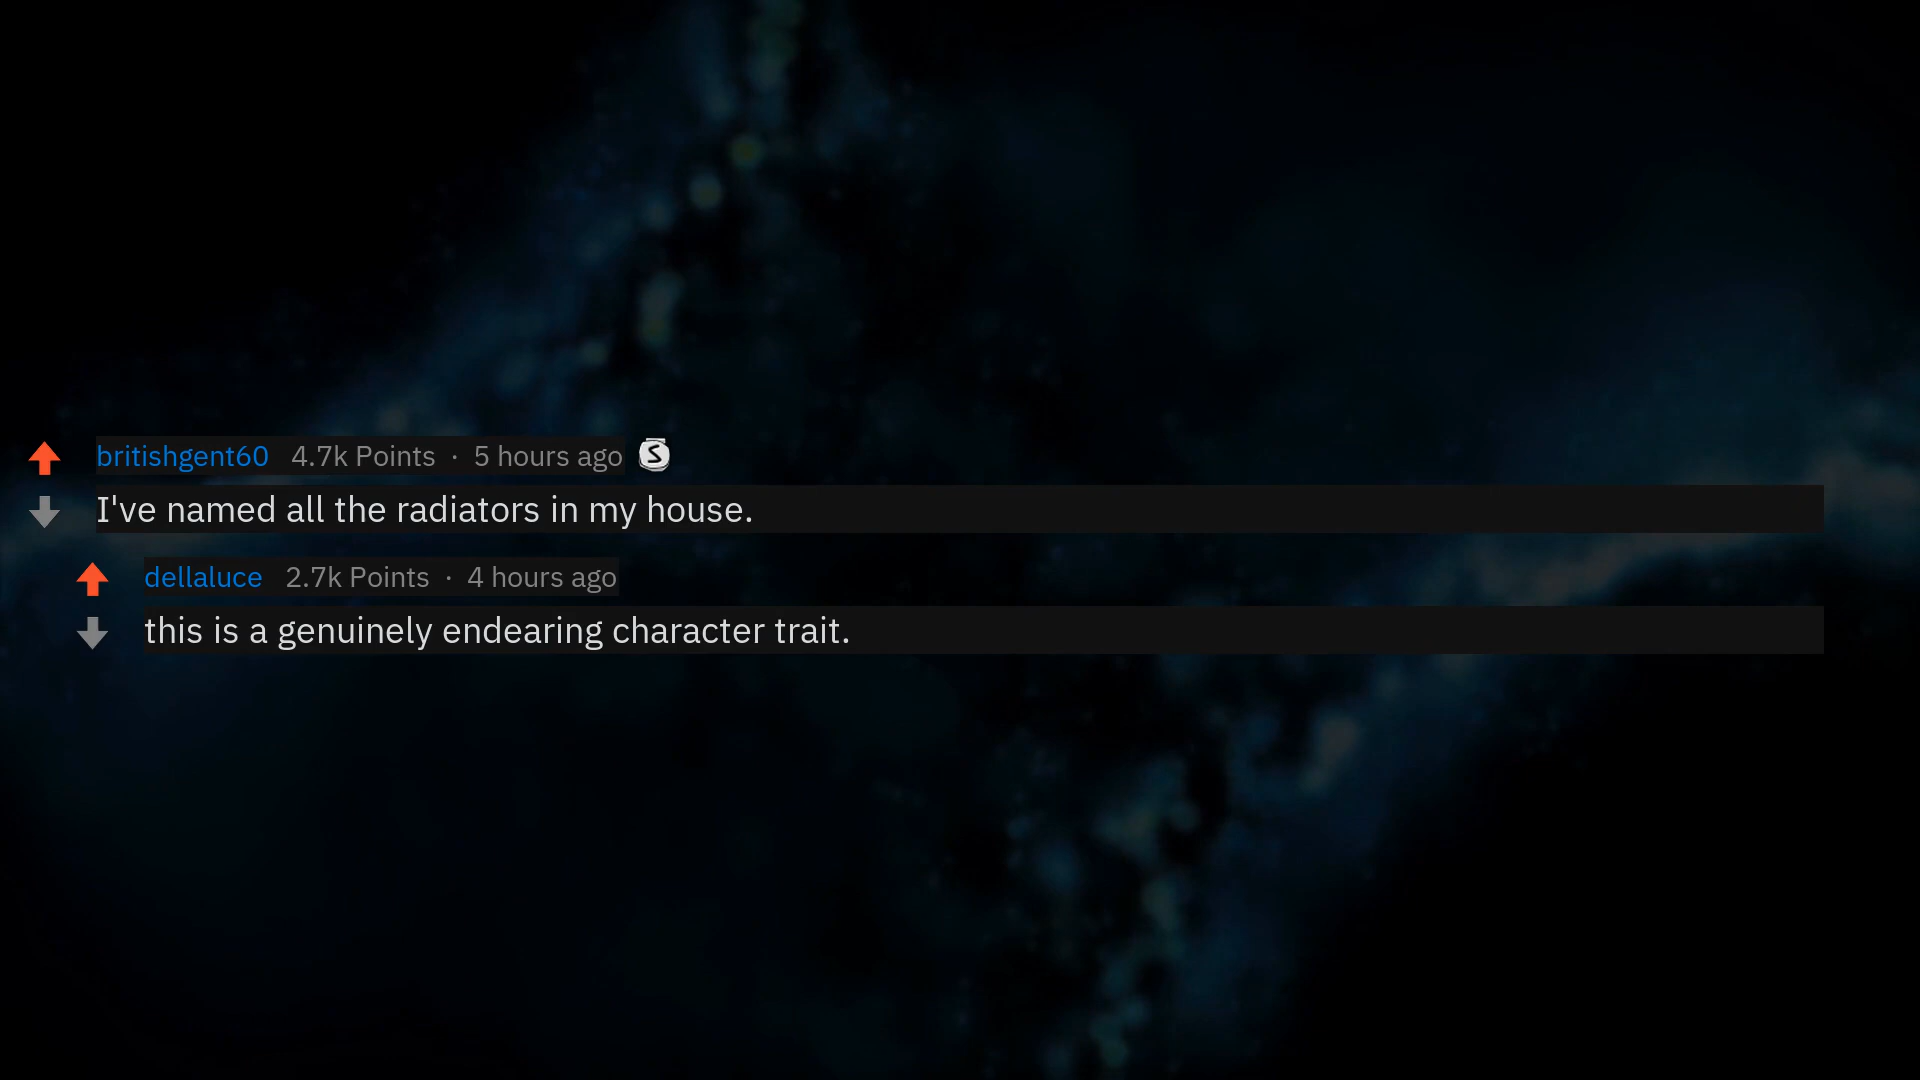 britishgent60 4.7k Points · 5 hours ago S
I've named all the radiators in my house.
dellaluce 2.7k Points · 4 hours ago
this is a genuinely endearing character trait.